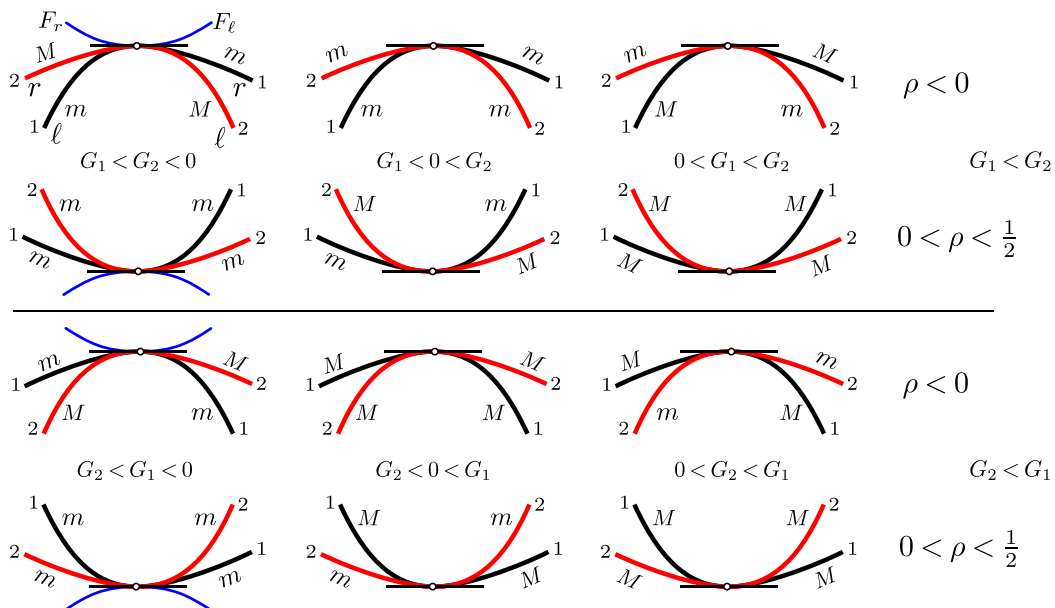 F_r F_ℓ
M m m m m M
2 r r 1 2 1 2 1 ρ < 0
m M m m M m
1 ℓ ℓ 2 1 2 1 2
G_1 < G_2 < 0 G_1 < 0 < G_2 0 < G_1 < G_2 G_1 < G_2
2 1 2 1 2 1
m m M m M M
1 2 1 2 1 2 0 < ρ < \frac{1}{2}
m m m M M M
m M M M M m
1 2 1 2 1 2 ρ < 0
M m M M m M
2 1 2 1 2 1
G_2 < G_1 < 0 G_2 < 0 < G_1 0 < G_2 < G_1 G_2 < G_1
1 2 1 2 1 2
m m M m M M
2 1 2 1 2 1 0 < ρ < \frac{1}{2}
m m m M M M